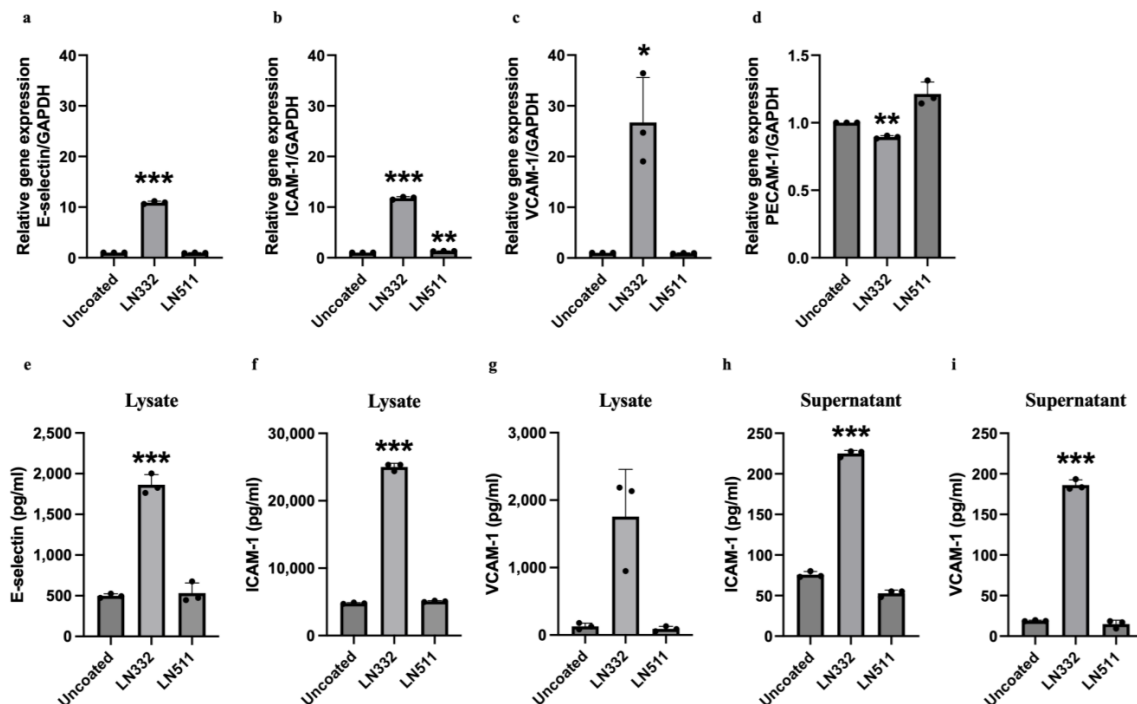 a
Relative gene expression
E-selectin/GAPDH
40
30
20
10
0
***
Uncoated
LN332
LN511
b
Relative gene expression
ICAM-1/GAPDH
40
30
20
10
0
***
**
Uncoated
LN332
LN511
c
Relative gene expression
VCAM-1/GAPDH
40
30
20
10
0
*
Uncoated
LN332
LN511
d
Relative gene expression
PECAM-1/GAPDH
1.5
1.0
0.5
0.0
**
Uncoated
LN332
LN511
e
Lysate
E-selectin (pg/ml)
2,500
2,000
1,500
1,000
500
0
***
Uncoated
LN332
LN511
f
Lysate
ICAM-1 (pg/ml)
30,000
20,000
10,000
0
***
Uncoated
LN332
LN511
g
Lysate
VCAM-1 (pg/ml)
3,000
2,000
1,000
0
Uncoated
LN332
LN511
h
Supernatant
ICAM-1 (pg/ml)
250
200
150
100
50
0
***
Uncoated
LN332
LN511
i
Supernatant
VCAM-1 (pg/ml)
250
200
150
100
50
0
***
Uncoated
LN332
LN511